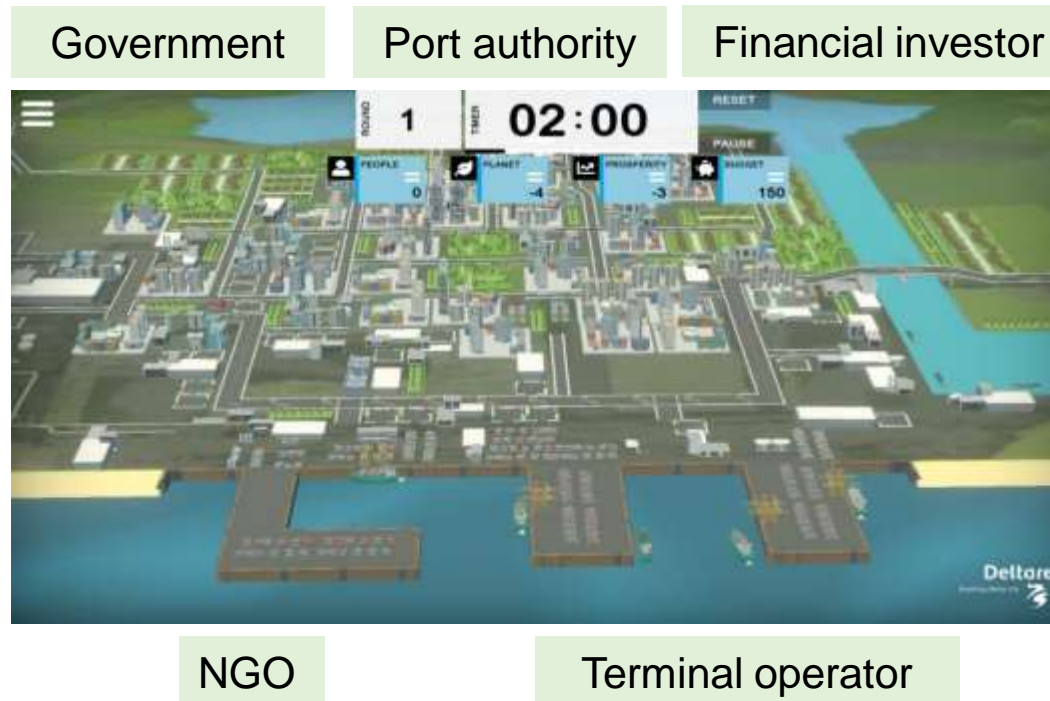 Government
Port authority
Financial investor
ROUND
1
TIMER
02:00
RESET
PAUSE
PEOPLE
0
PLANET
-4
PROSPERITY
-3
BUDGET
150
Deltare
NGO
Terminal operator